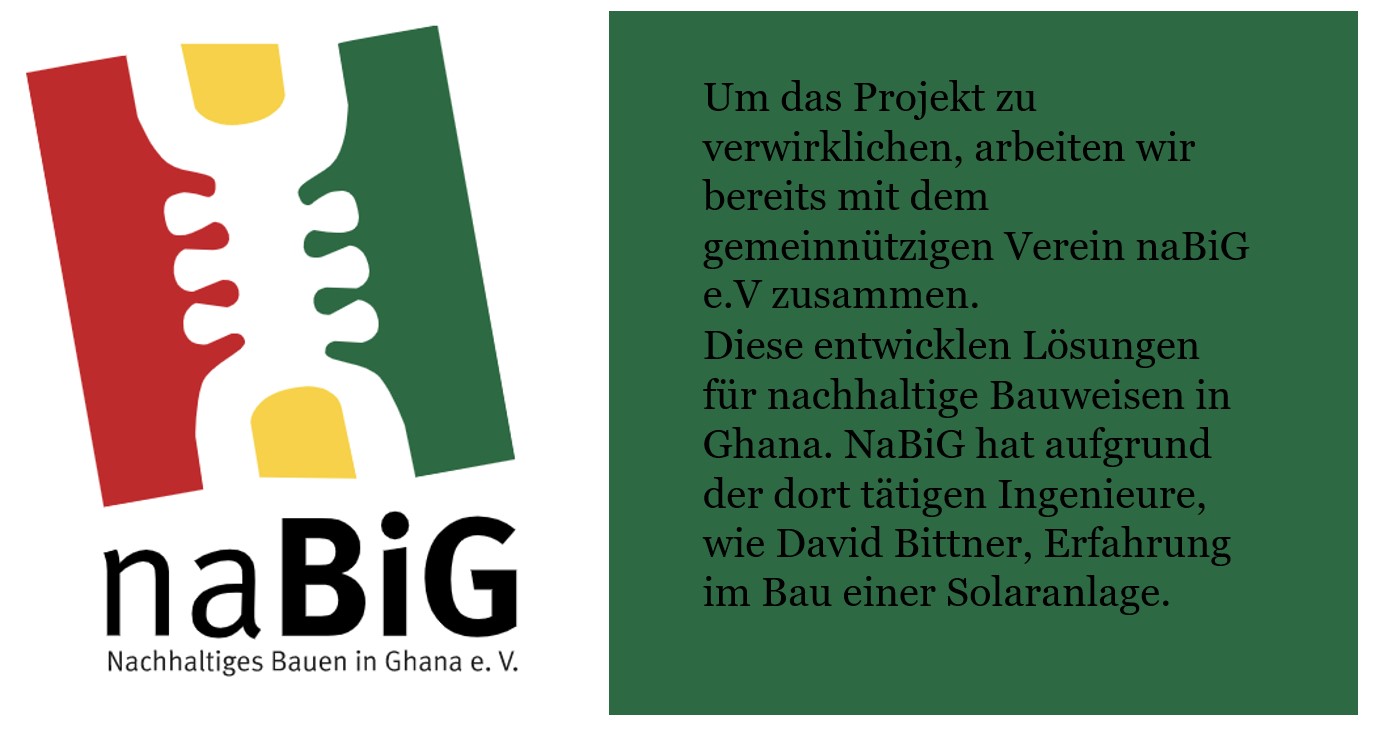 naBiG
Nachhaltiges Bauen in Ghana e. V.
Um das Projekt zu
verwirklichen, arbeiten wir
bereits mit dem
gemeinnützigen Verein naBiG
e.V zusammen.
Diese entwicklen Lösungen
für nachhaltige Bauweisen in
Ghana. NaBiG hat aufgrund
der dort tätigen Ingenieure,
wie David Bittner, Erfahrung
im Bau einer Solaranlage.